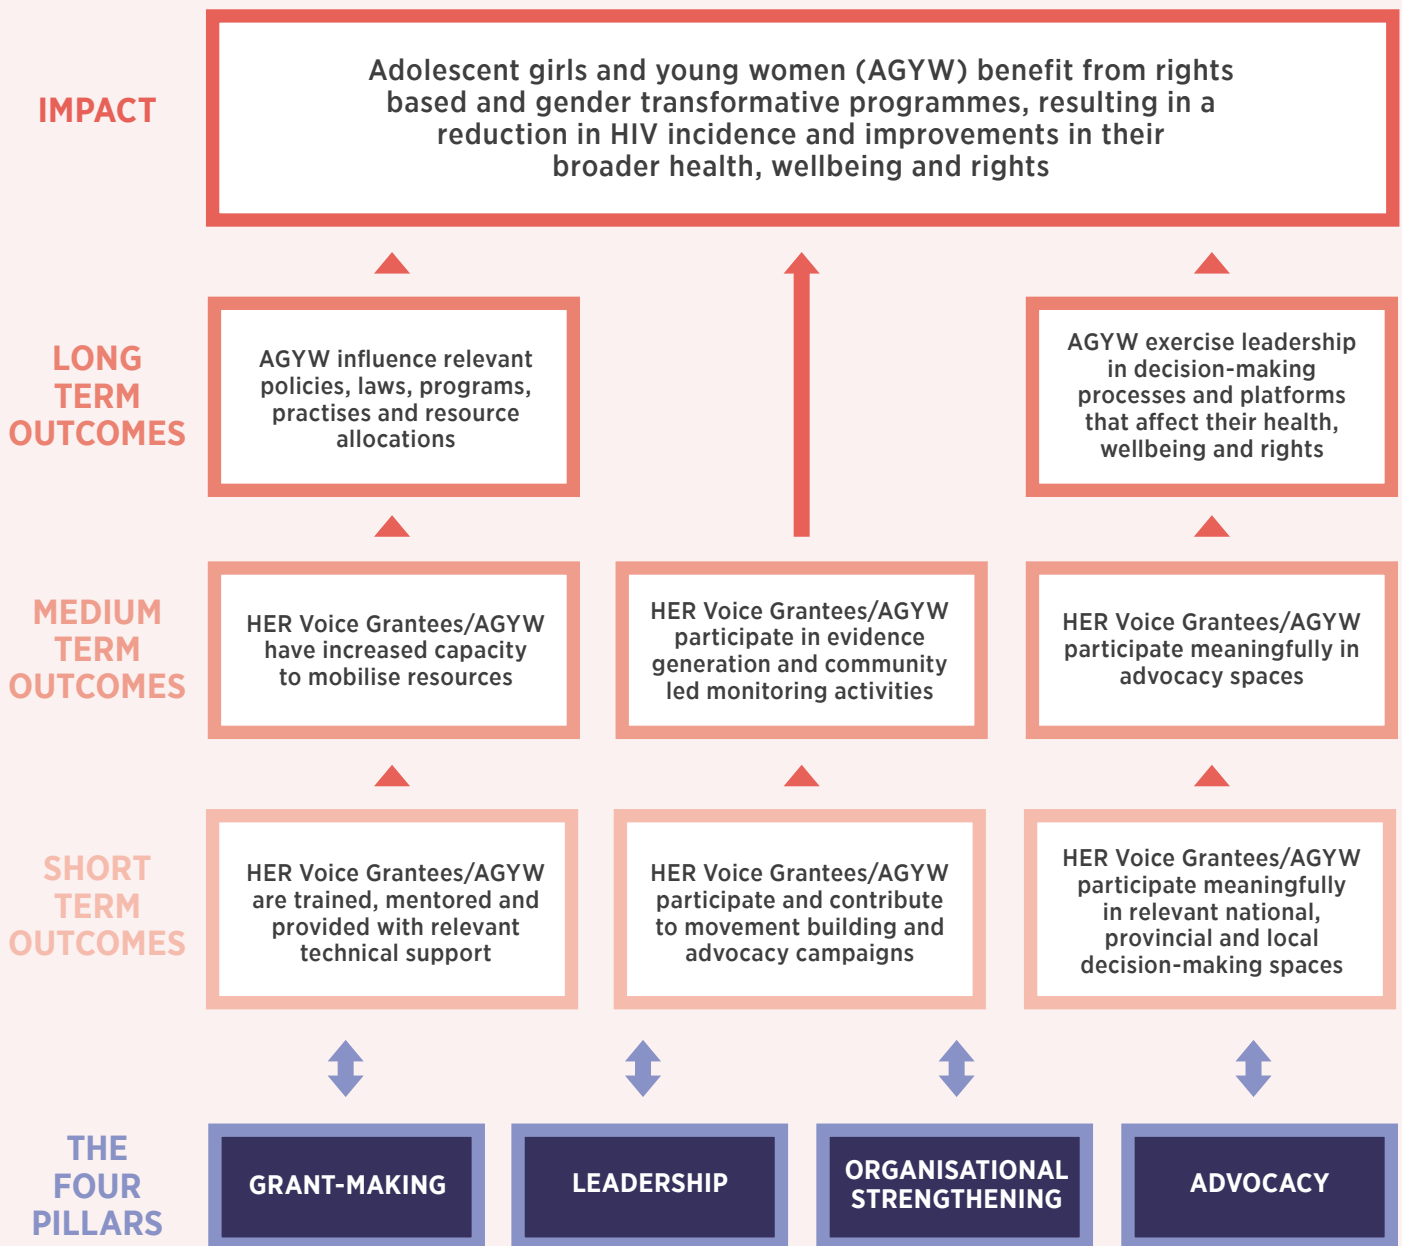 IMPACT
Adolescent girls and young women (AGYW) benefit from rights
based and gender transformative programmes, resulting in a
reduction in HIV incidence and improvements in their
broader health, wellbeing and rights
LONG
TERM
OUTCOMES
AGYW influence relevant
policies, laws, programs,
practises and resource
allocations
AGYW exercise leadership
in decision-making
processes and platforms
that affect their health,
wellbeing and rights
MEDIUM
TERM
OUTCOMES
HER Voice Grantees/AGYW
have increased capacity
to mobilise resources
HER Voice Grantees/AGYW
participate in evidence
generation and community
led monitoring activities
HER Voice Grantees/AGYW
participate meaningfully in
advocacy spaces
SHORT
TERM
OUTCOMES
HER Voice Grantees/AGYW
are trained, mentored and
provided with relevant
technical support
HER Voice Grantees/AGYW
participate and contribute
to movement building and
advocacy campaigns
HER Voice Grantees/AGYW
participate meaningfully
in relevant national,
provincial and local
decision-making spaces
THE
FOUR
PILLARS
GRANT-MAKING
LEADERSHIP
ORGANISATIONAL
STRENGTHENING
ADVOCACY